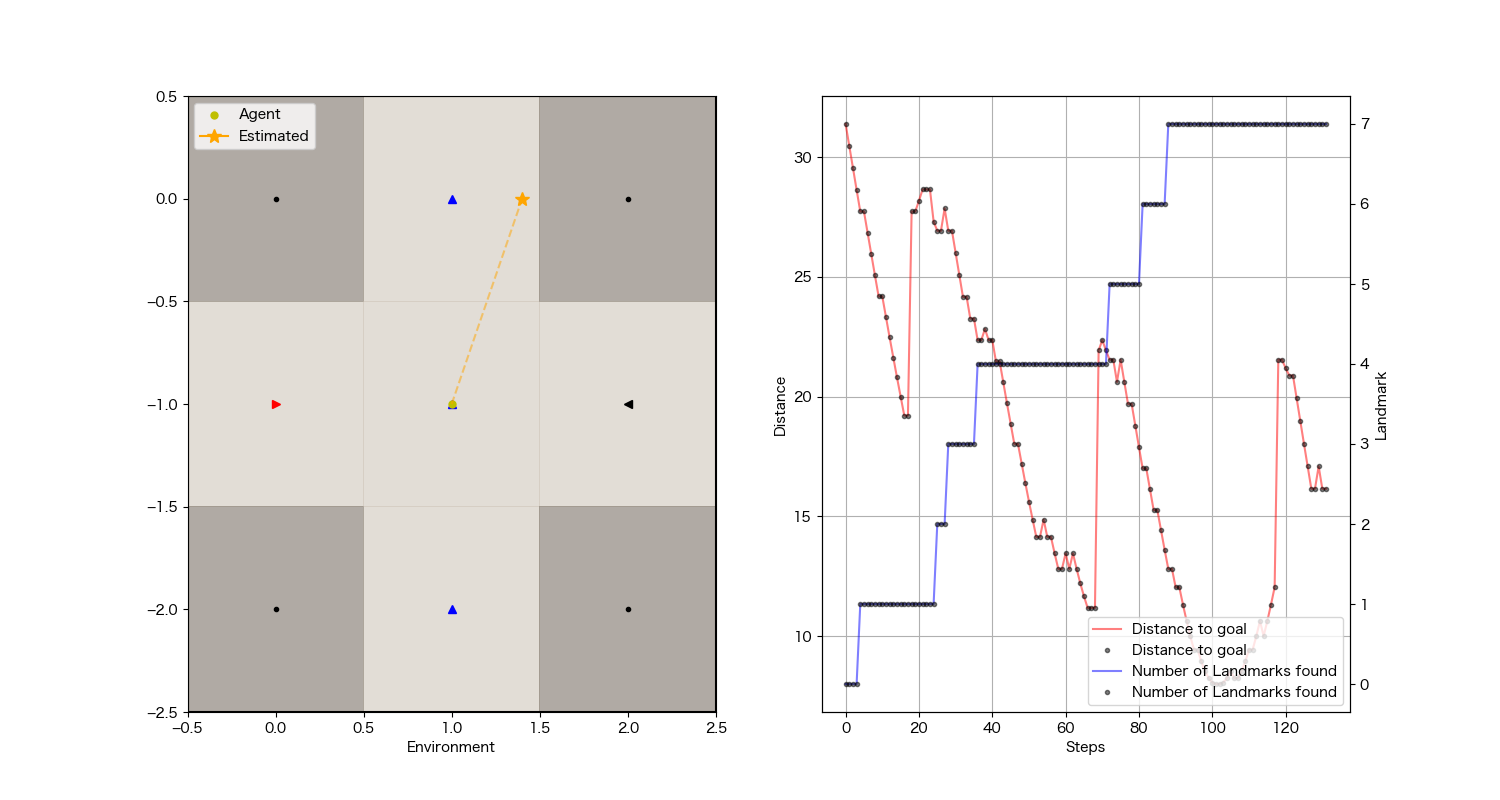 Agent
Estimated
0.5
0.0
−0.5
−1.0
−1.5
−2.0
−2.5
−0.5 0.0 0.5 1.0 1.5 2.0 2.5
Environment
Distance
30
25
20
15
10
0 20 40 60 80 100 120
Steps
7
6
5
4
3
2
1
0
Landmark
Distance to goal
Distance to goal
Number of Landmarks found
Number of Landmarks found